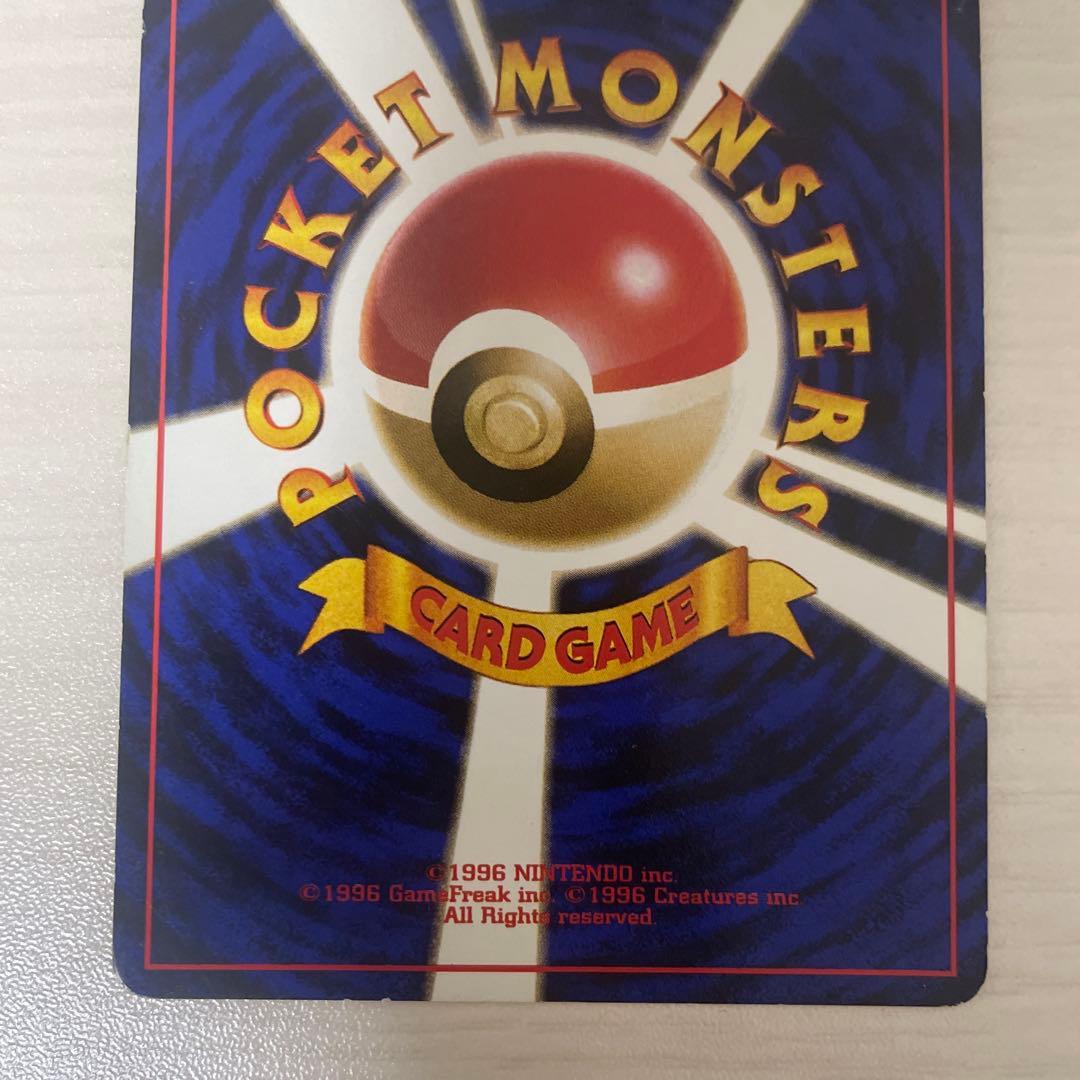 POCKET MONSTERS
CARD GAME
©1996 NINTENDO inc.
©1996 GameFreak inc. ©1996 Creatures inc.
All Rights reserved.